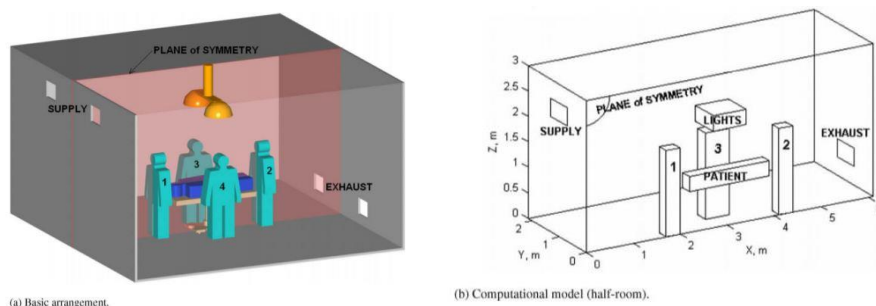 PLANE of SYMMETRY
SUPPLY
3
1
2
4
EXHAUST
(a) Basic arrangement.
3
2.5
2
1.5
1
0.5
0
Z, m
2
1
0
Y, m
0
1
2
3
4
5
X, m
PLANE of SYMMETRY
SUPPLY
LIGHTS
EXHAUST
1
3
2
PATIENT
(b) Computational model (half-room).